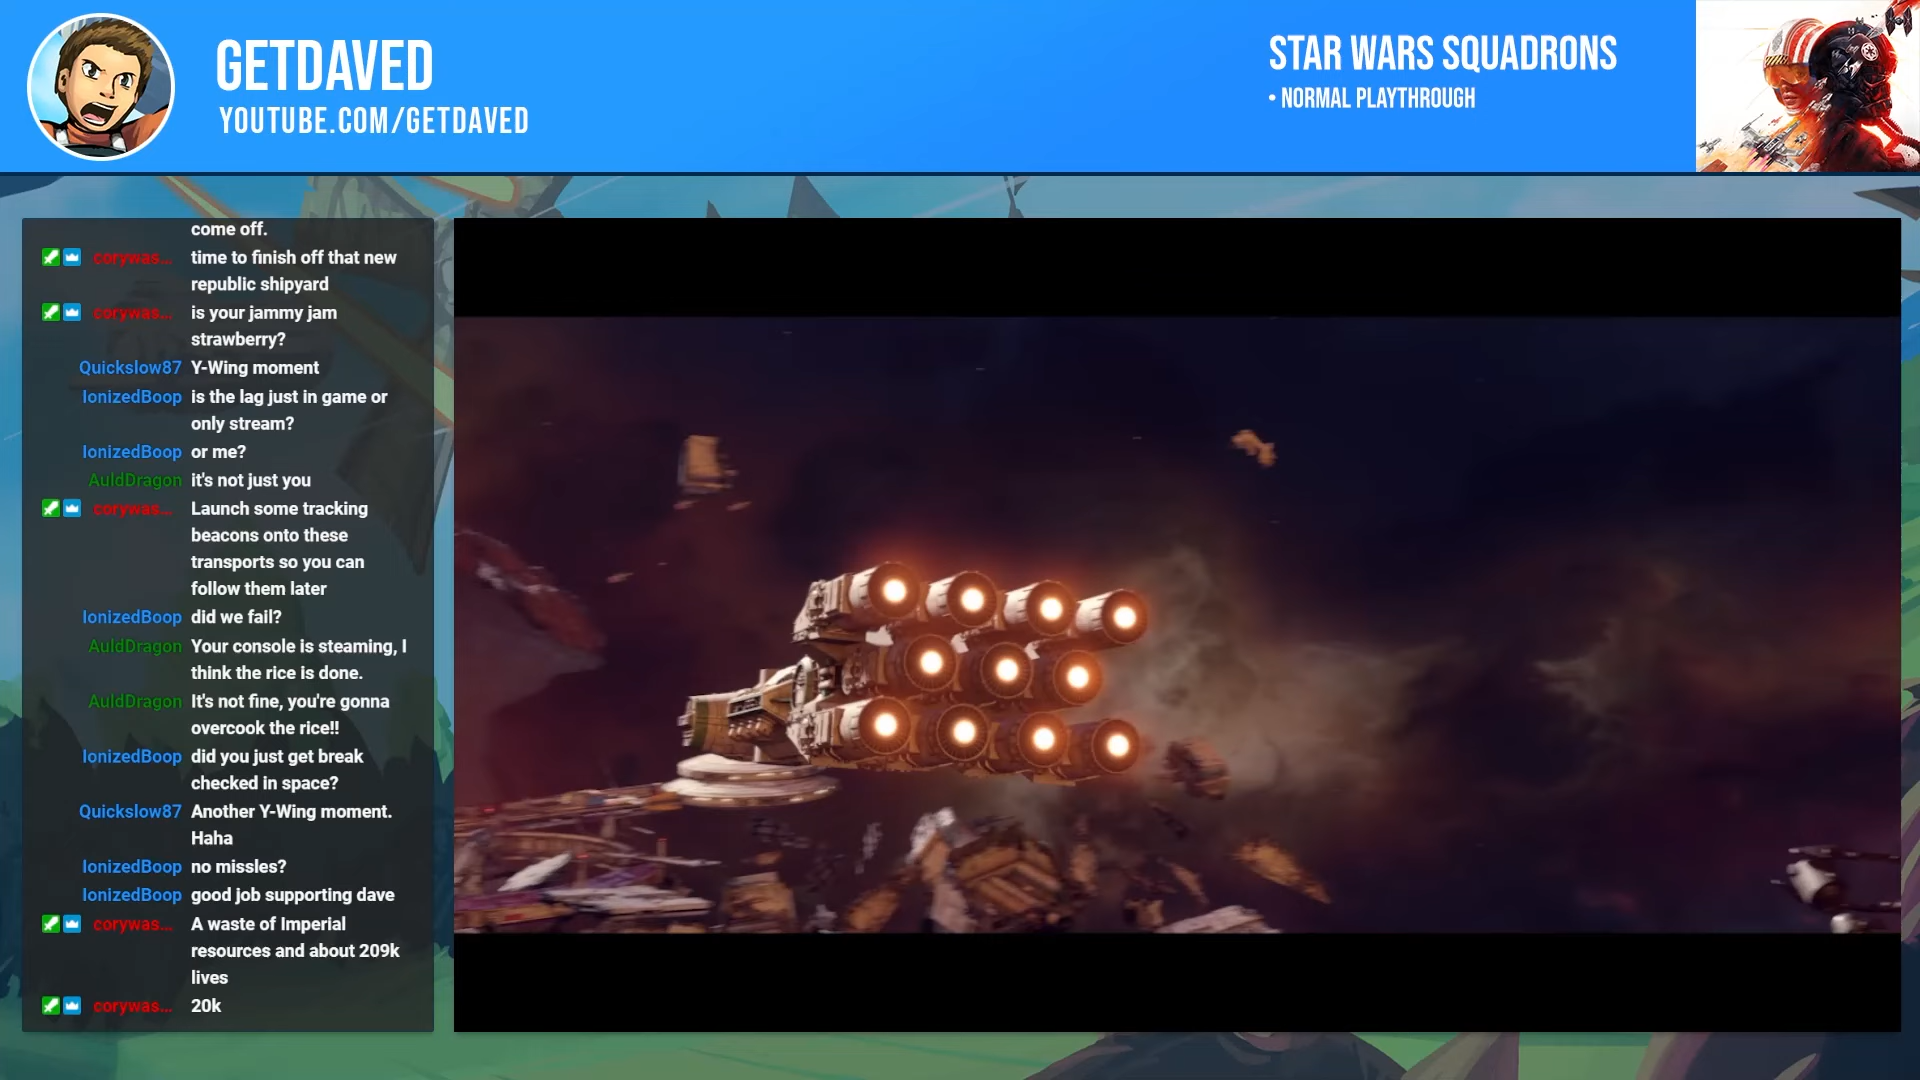 GETDAVED
YOUTUBE.COM/GETDAVED
STAR WARS SQUADRONS
• NORMAL PLAYTHROUGH
come off.
corywas... time to finish off that new
republic shipyard
corywas... is your jammy jam
strawberry?
Quickslow87 Y-Wing moment
IonizedBoop is the lag just in game or
only stream?
IonizedBoop or me?
AuldDragon it's not just you
corywas... Launch some tracking
beacons onto these
transports so you can
follow them later
IonizedBoop did we fail?
AuldDragon Your console is steaming, I
think the rice is done.
AuldDragon It's not fine, you're gonna
overcook the rice!!
IonizedBoop did you just get break
checked in space?
Quickslow87 Another Y-Wing moment.
Haha
IonizedBoop no missles?
IonizedBoop good job supporting dave
corywas... A waste of Imperial
resources and about 209k
lives
corywas... 20k